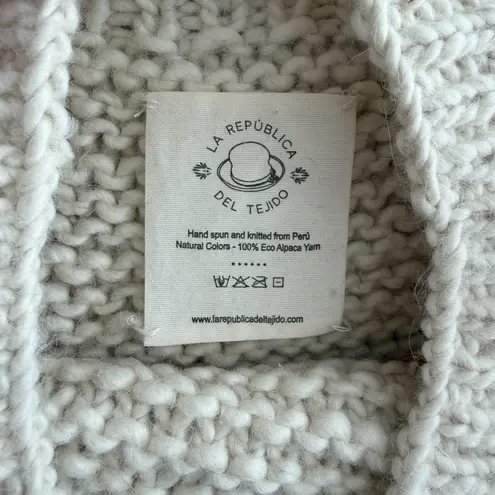 LA REPÚBLICA
DEL TEJIDO
Hand spun and knitted from Perú
Natural Colors - 100% Eco Alpaca Yarn
www.larepublicadeltejido.com